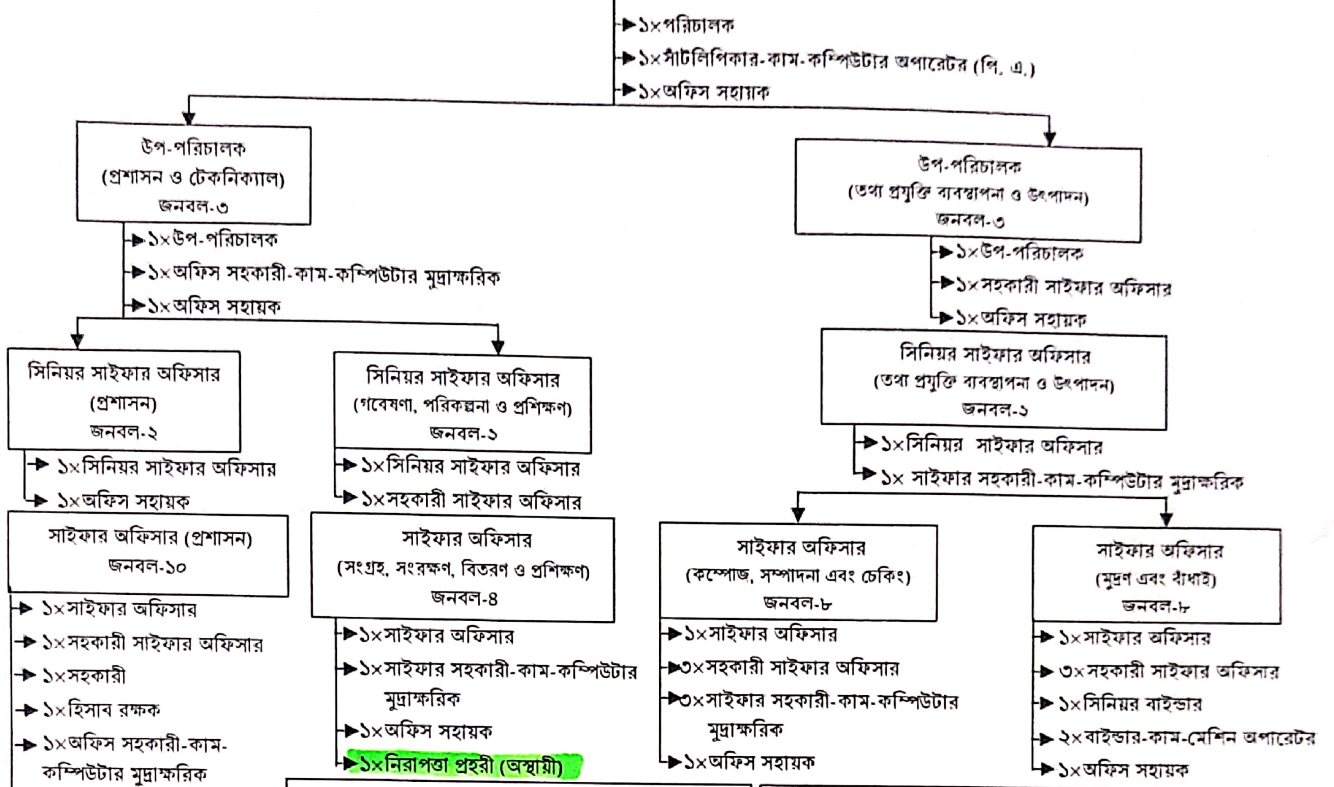 ১×পরিচালক
১×সাঁটলিপিকার-কাম-কম্পিউটার অপারেটর (পি. এ.)
১×অফিস সহায়ক
উপ-পরিচালক
(প্রশাসন ও টেকনিক্যাল)
জনবল-৩
১×উপ-পরিচালক
১×অফিস সহকারী-কাম-কম্পিউটার মুদ্রাক্ষরিক
১×অফিস সহায়ক
উপ-পরিচালক
(তথ্য প্রযুক্তি ব্যবস্থাপনা ও উৎপাদন)
জনবল-৩
১×উপ-পরিচালক
১×সহকারী সাইফার অফিসার
১×অফিস সহায়ক
সিনিয়র সাইফার অফিসার
(প্রশাসন)
জনবল-২
১×সিনিয়র সাইফার অফিসার
১×অফিস সহায়ক
সিনিয়র সাইফার অফিসার
(গবেষণা, পরিকল্পনা ও প্রশিক্ষণ)
জনবল-১
১×সিনিয়র সাইফার অফিসার
১×সহকারী সাইফার অফিসার
সিনিয়র সাইফার অফিসার
(তথ্য প্রযুক্তি ব্যবস্থাপনা ও উৎপাদন)
জনবল-১
১×সিনিয়র সাইফার অফিসার
১× সাইফার সহকারী-কাম-কম্পিউটার মুদ্রাক্ষরিক
সাইফার অফিসার (প্রশাসন)
জনবল-১০
১×সাইফার অফিসার
১×সহকারী সাইফার অফিসার
১×সহকারী
১×হিসাব রক্ষক
১×অফিস সহকারী-কাম-
কম্পিউটার মুদ্রাক্ষরিক
সাইফার অফিসার
(সংগ্রহ, সংরক্ষণ, বিতরণ ও প্রশিক্ষণ)
জনবল-৪
১×সাইফার অফিসার
১×সাইফার সহকারী-কাম-কম্পিউটার
মুদ্রাক্ষরিক
১×অফিস সহায়ক
১×নিরাপত্তা প্রহরী (অস্থায়ী)
সাইফার অফিসার
(কম্পোজ, সম্পাদনা এবং চেকিং)
জনবল-৮
১×সাইফার অফিসার
৩×সহকারী সাইফার অফিসার
৩×সাইফার সহকারী-কাম-কম্পিউটার
মুদ্রাক্ষরিক
১×অফিস সহায়ক
সাইফার অফিসার
(মুদ্রণ এবং বাঁধাই)
জনবল-৮
১×সাইফার অফিসার
৩×সহকারী সাইফার অফিসার
১×সিনিয়র বাইন্ডার
২×বাইন্ডার-কাম-মেশিন অপারেটর
১×অফিস সহায়ক